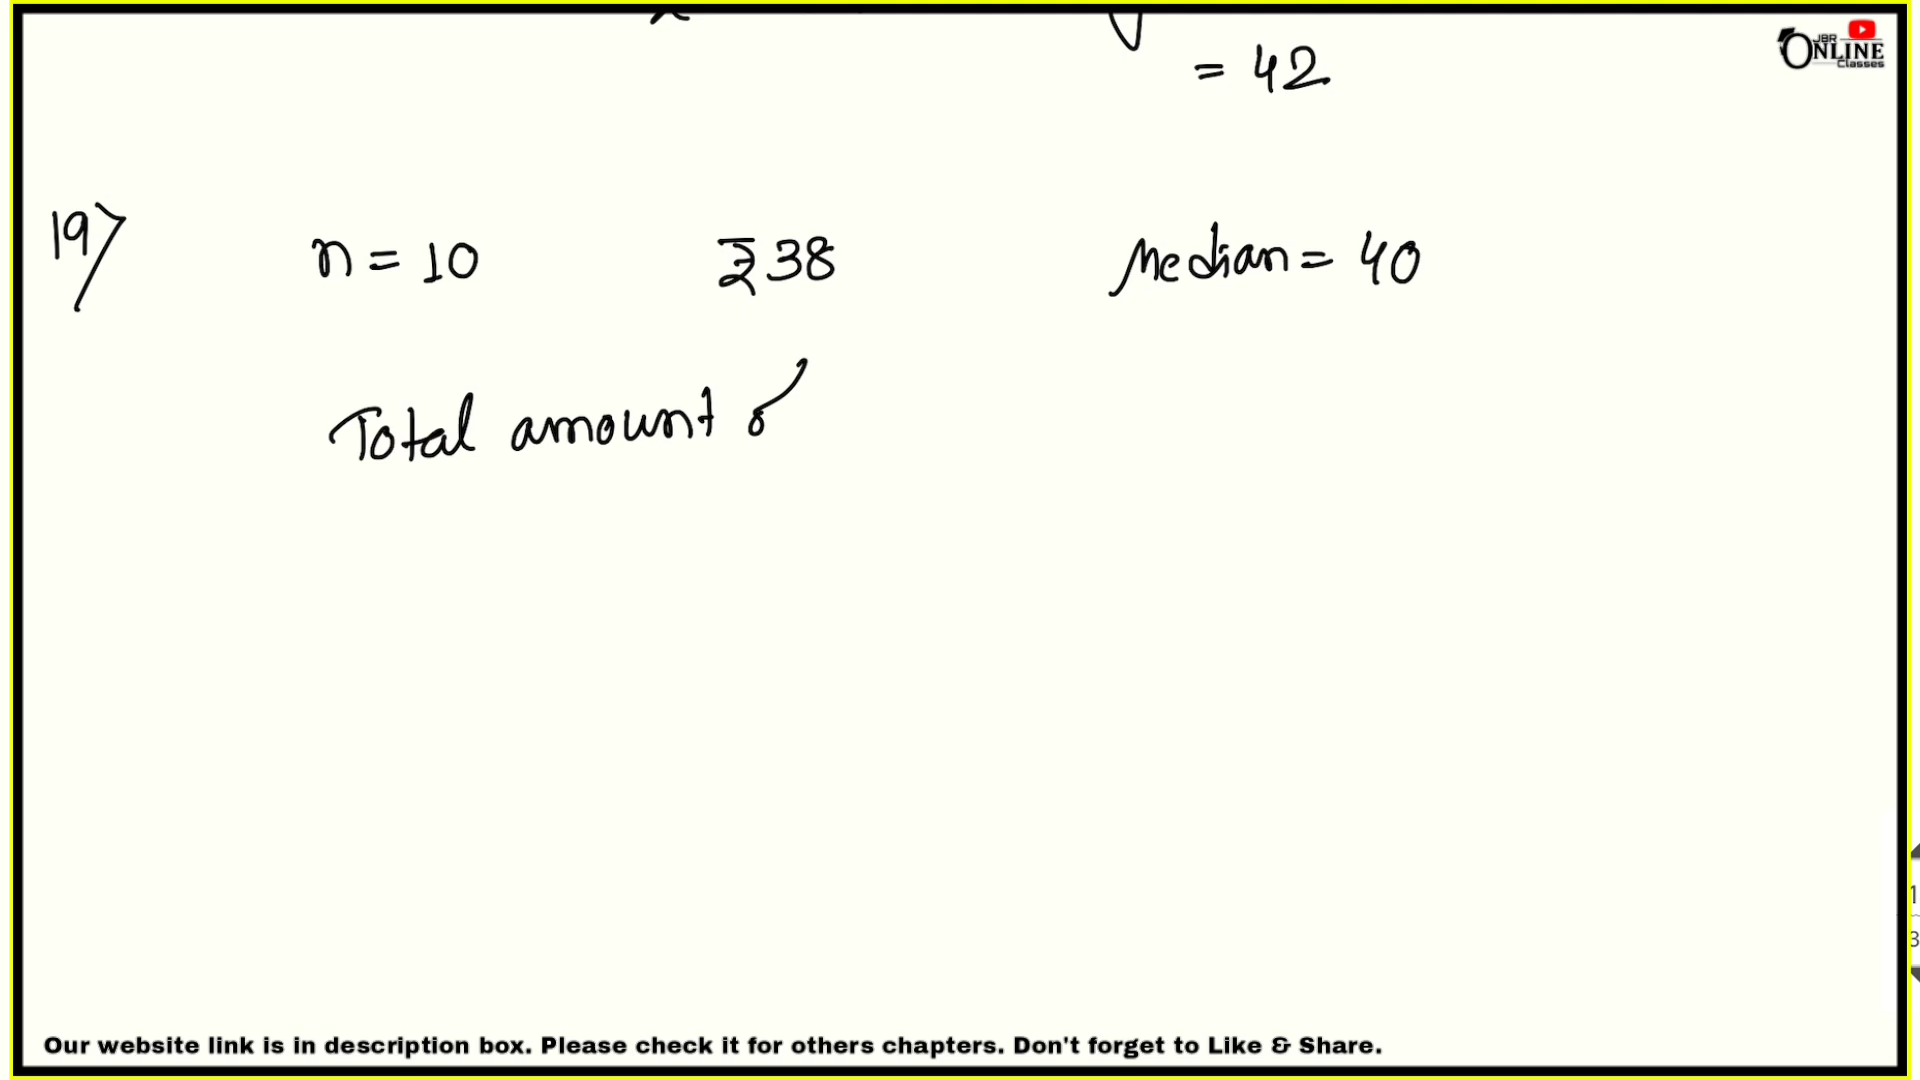 = 42
JBR
ONLINE
Classes
19) n = 10 ₹38 Median = 40
Total amount
Our website link is in description box. Please check it for others chapters. Don't forget to Like & Share.